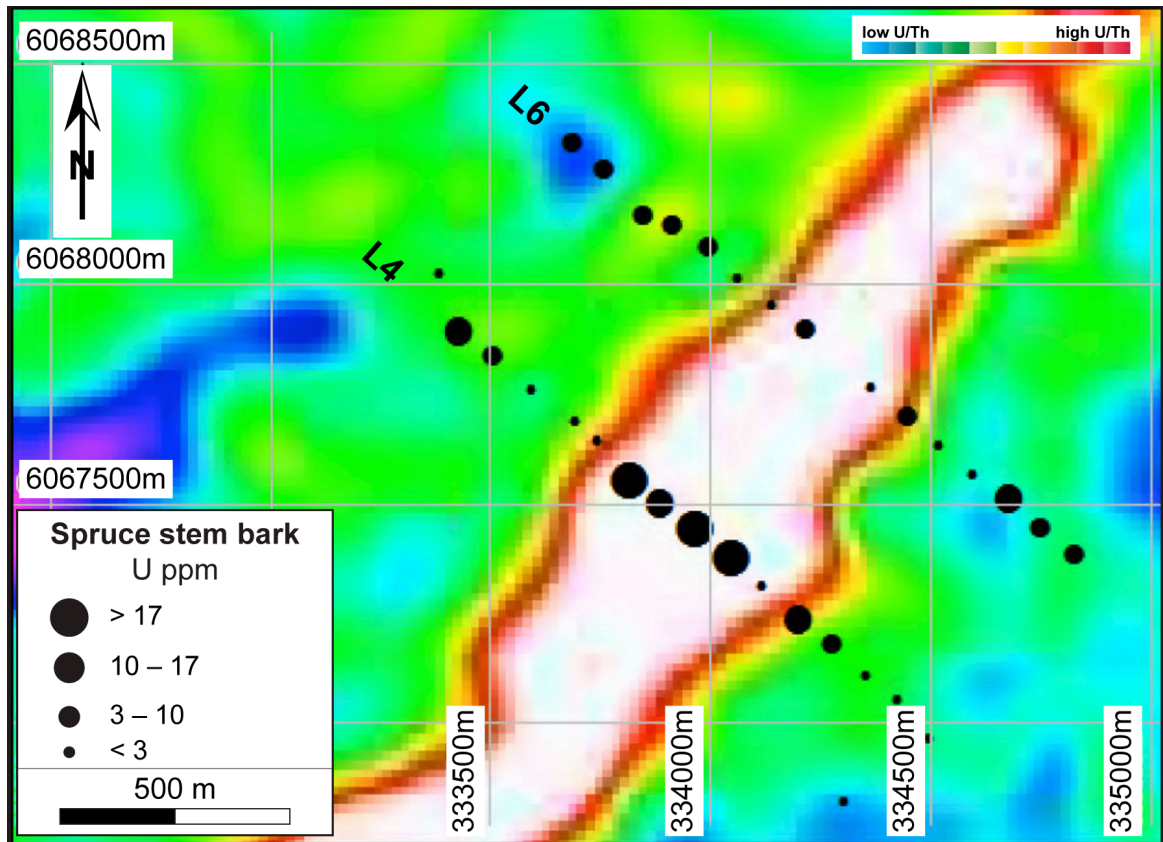 6068500m
low U/Th high U/Th
N
L6
6068000m
L4
6067500m
Spruce stem bark
U ppm
> 17
10 – 17
3 – 10
< 3
500 m
333500m
334000m
334500m
335000m